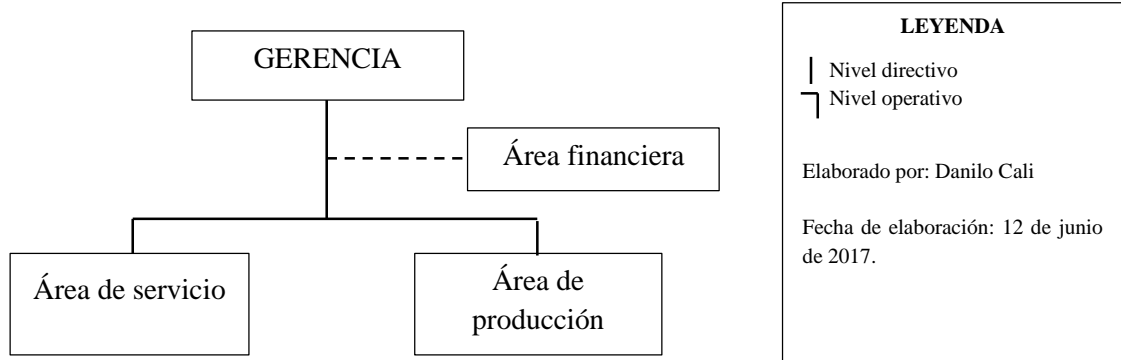 GERENCIA
Área financiera
Área de servicio
Área de
producción
LEYENDA
Nivel directivo
Nivel operativo
Elaborado por: Danilo Cali
Fecha de elaboración: 12 de junio
de 2017.